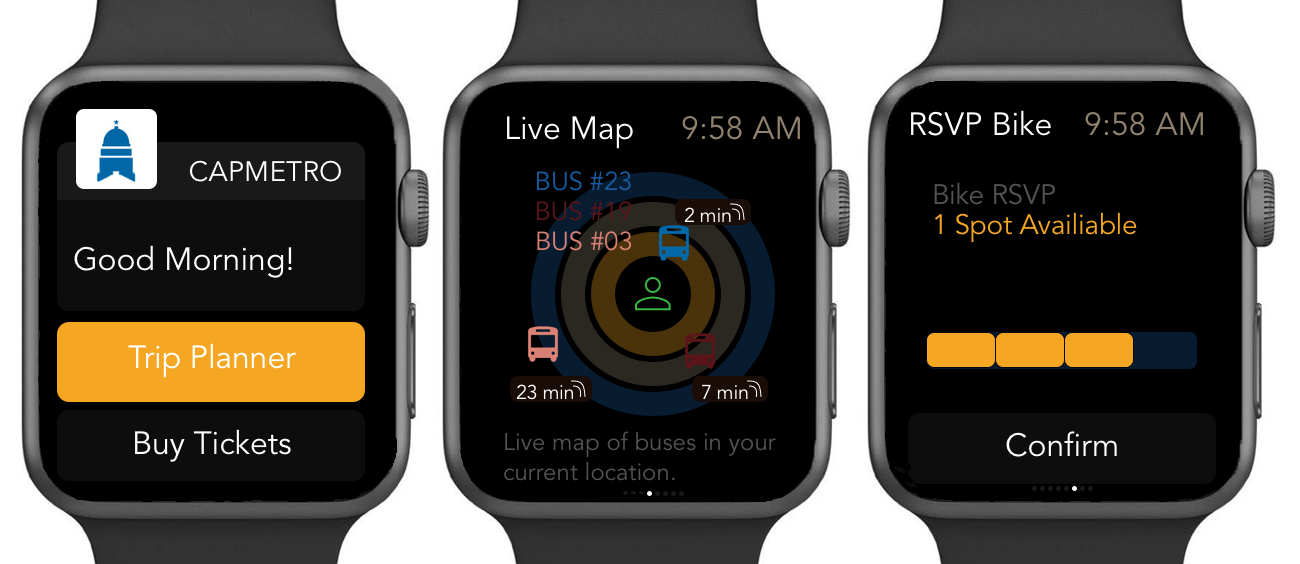 CAPMETRO
Good Morning!
Trip Planner
Buy Tickets
Live Map 9:58 AM
BUS #23
BUS #19
2 min
BUS #03
23 min
7 min
Live map of buses in your
current location.
RSVP Bike 9:58 AM
Bike RSVP
1 Spot Availiable
Confirm